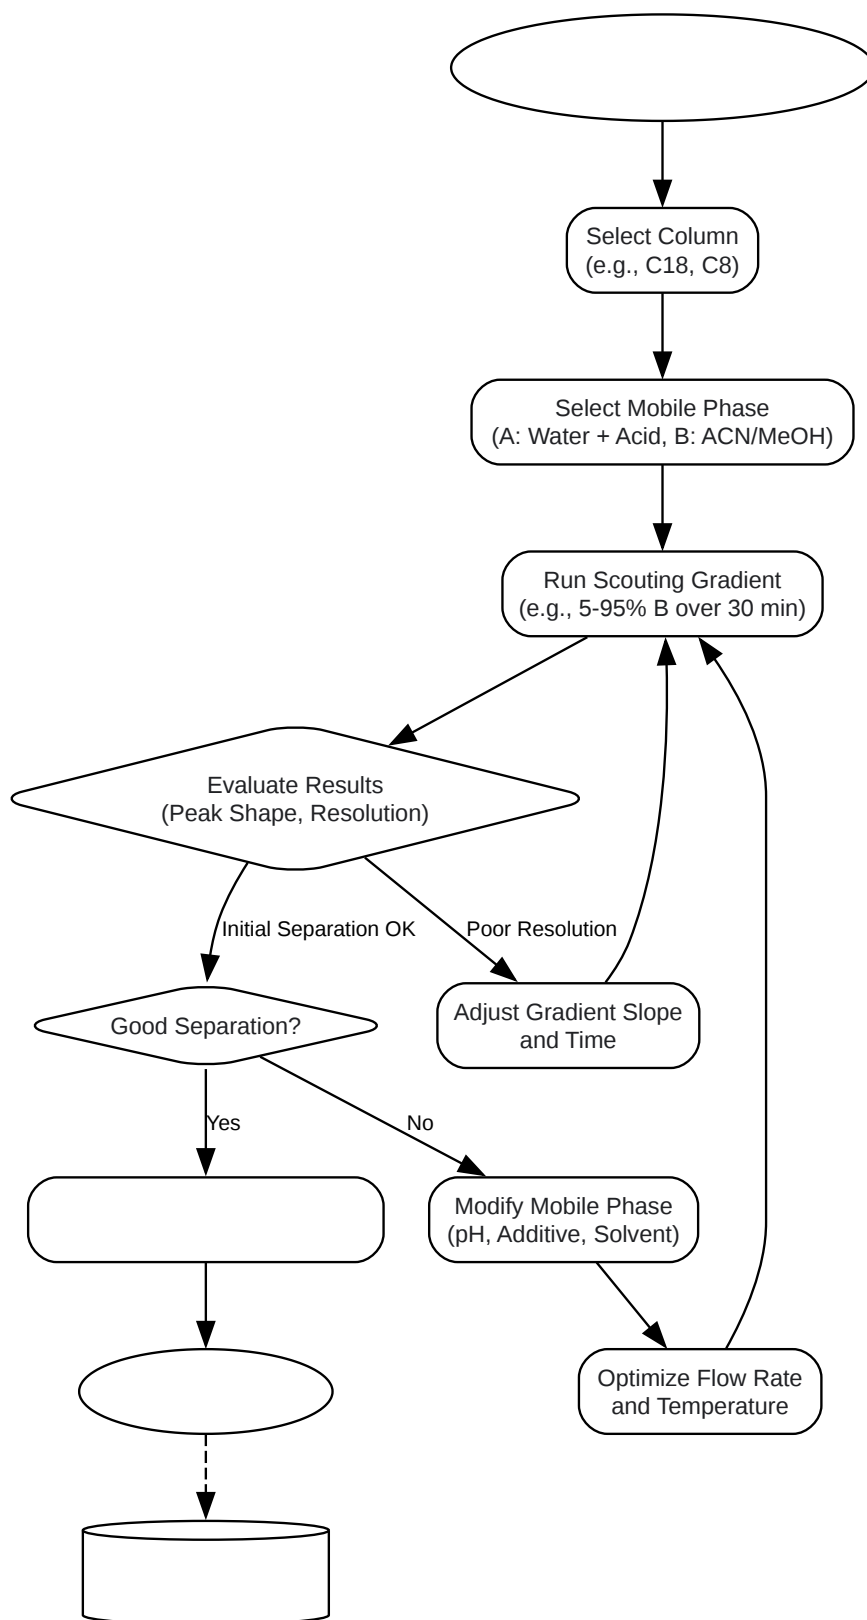 Select Column
(e.g., C18, C8)
Select Mobile Phase
(A: Water + Acid, B: ACN/MeOH)
Run Scouting Gradient
(e.g., 5-95% B over 30 min)
Evaluate Results
(Peak Shape, Resolution)
Initial Separation OK
Poor Resolution
Good Separation?
Adjust Gradient Slope
and Time
Yes
No
Modify Mobile Phase
(pH, Additive, Solvent)
Optimize Flow Rate
and Temperature